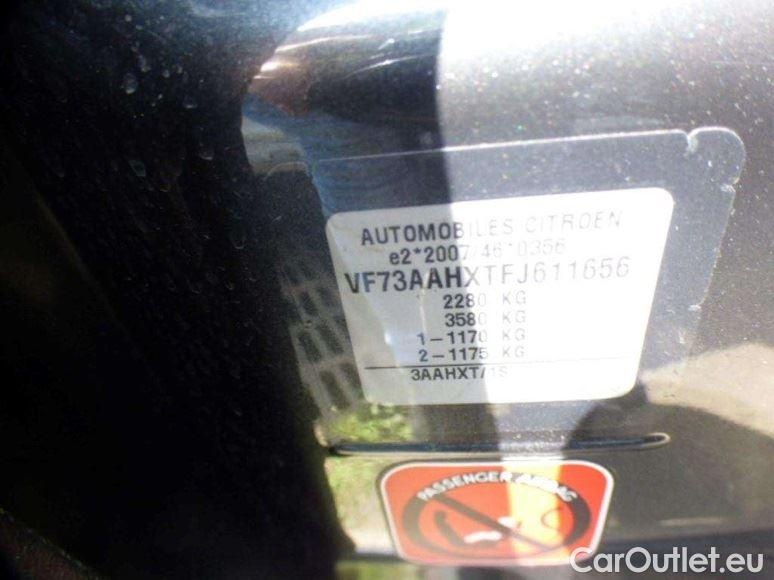 AUTOMOBILES CITROEN
e2*2007/46*0356
VF73AAHXTFJ611656
2280 KG
3580 KG
1-1170 KG
2-1175 KG
3AAHXT/1S
PASSENGER AIRBAG
CarOutlet.eu